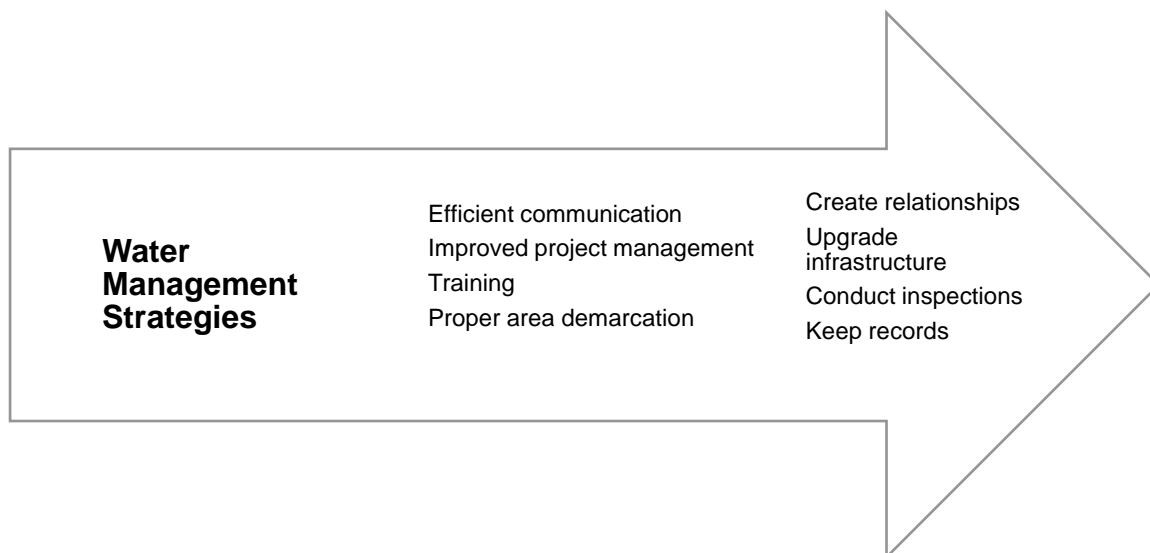 Water
Management
Strategies
Efficient communication
Improved project management
Training
Proper area demarcation
Create relationships
Upgrade
infrastructure
Conduct inspections
Keep records